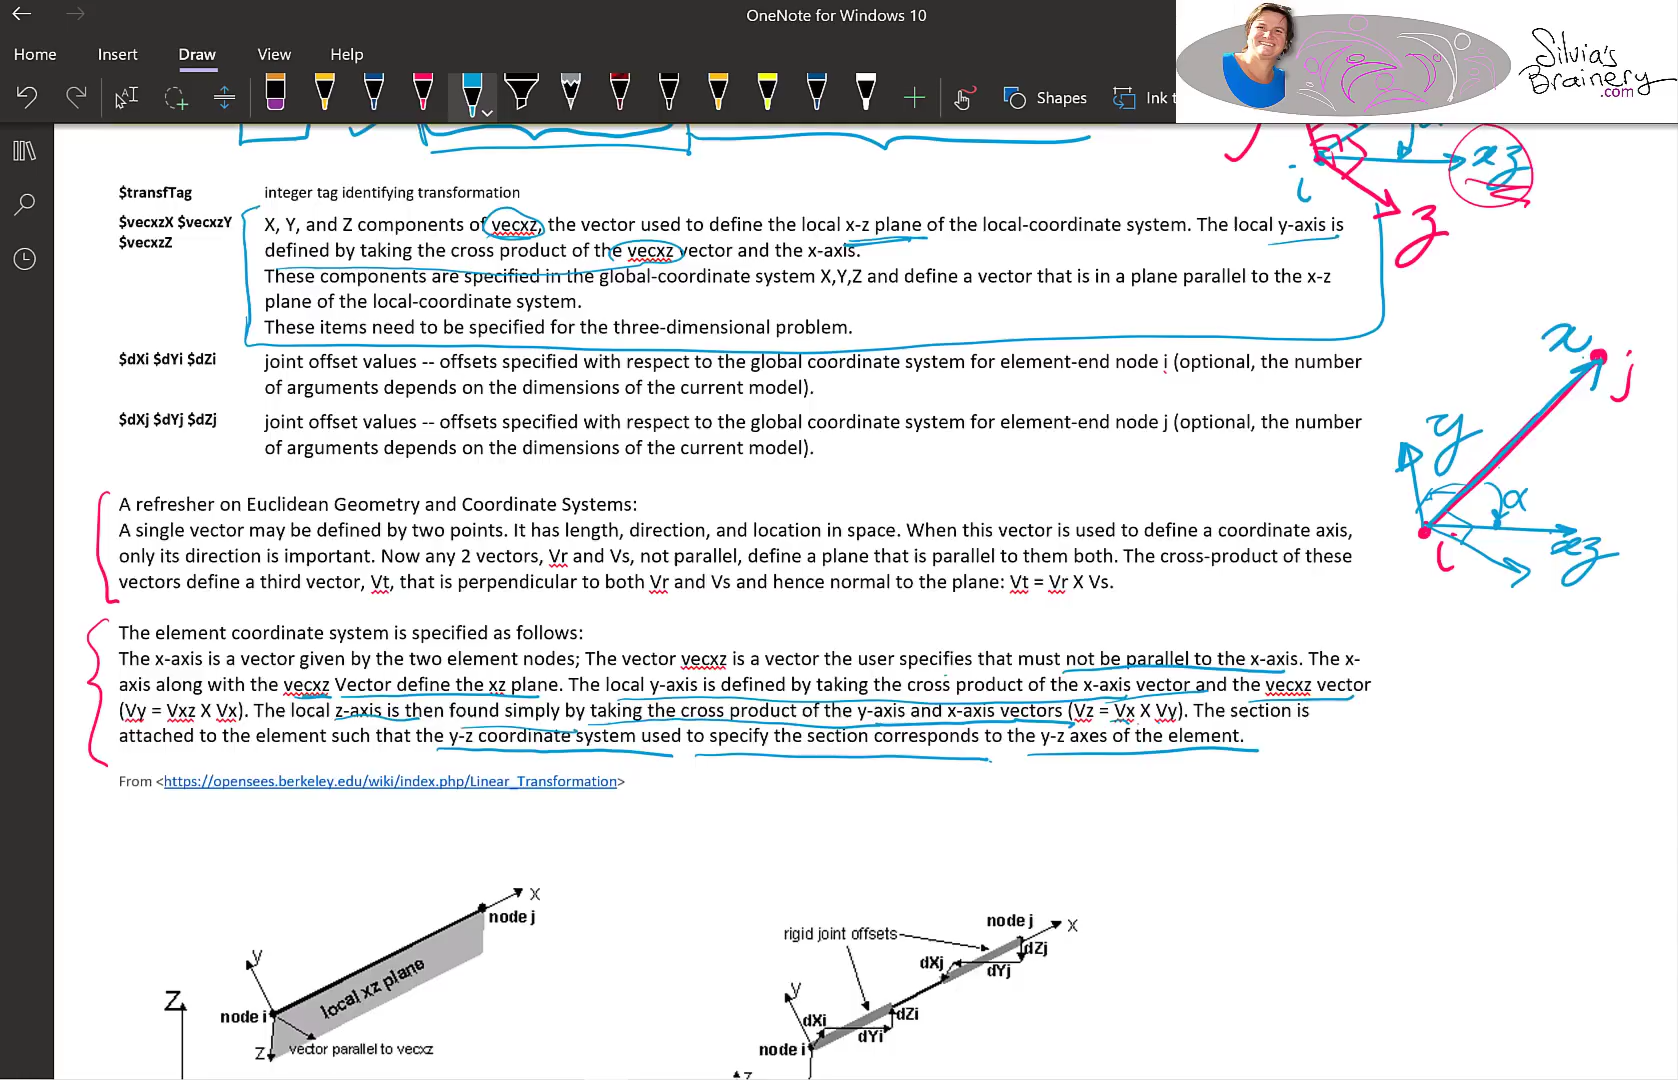 OneNote for Windows 10
Home Insert Draw View Help
Shapes Ink t
Silvia's
Brainery
.com
xz
i
z
$transfTag integer tag identifying transformation
$vecxzX $vecxzY X, Y, and Z components of vecxz, the vector used to define the local x-z plane of the local-coordinate system. The local y-axis is
$vecxzZ defined by taking the cross product of the vecxz vector and the x-axis.
These components are specified in the global-coordinate system X,Y,Z and define a vector that is in a plane parallel to the x-z
plane of the local-coordinate system.
These items need to be specified for the three-dimensional problem.
$dXi $dYi $dZi joint offset values -- offsets specified with respect to the global coordinate system for element-end node i (optional, the number
of arguments depends on the dimensions of the current model).
$dXj $dYj $dZj joint offset values -- offsets specified with respect to the global coordinate system for element-end node j (optional, the number
of arguments depends on the dimensions of the current model).
x
j
y
α
xz
i
A refresher on Euclidean Geometry and Coordinate Systems:
A single vector may be defined by two points. It has length, direction, and location in space. When this vector is used to define a coordinate axis,
only its direction is important. Now any 2 vectors, Vr and Vs, not parallel, define a plane that is parallel to them both. The cross-product of these
vectors define a third vector, Vt, that is perpendicular to both Vr and Vs and hence normal to the plane: Vt = Vr X Vs.
The element coordinate system is specified as follows:
The x-axis is a vector given by the two element nodes; The vector vecxz is a vector the user specifies that must not be parallel to the x-axis. The x-
axis along with the vecxz Vector define the xz plane. The local y-axis is defined by taking the cross product of the x-axis vector and the vecxz vector
(Vy = Vxz X Vx). The local z-axis is then found simply by taking the cross product of the y-axis and x-axis vectors (Vz = Vx X Vy). The section is
attached to the element such that the y-z coordinate system used to specify the section corresponds to the y-z axes of the element.
From <https://opensees.berkeley.edu/wiki/index.php/Linear_Transformation>
x
node j
y
local xz plane
Z
node i
z
vector parallel to vecxz
node j
x
rigid joint offsets
dZj
dXj
dYj
y
dXi
dZi
dYi
node i
z